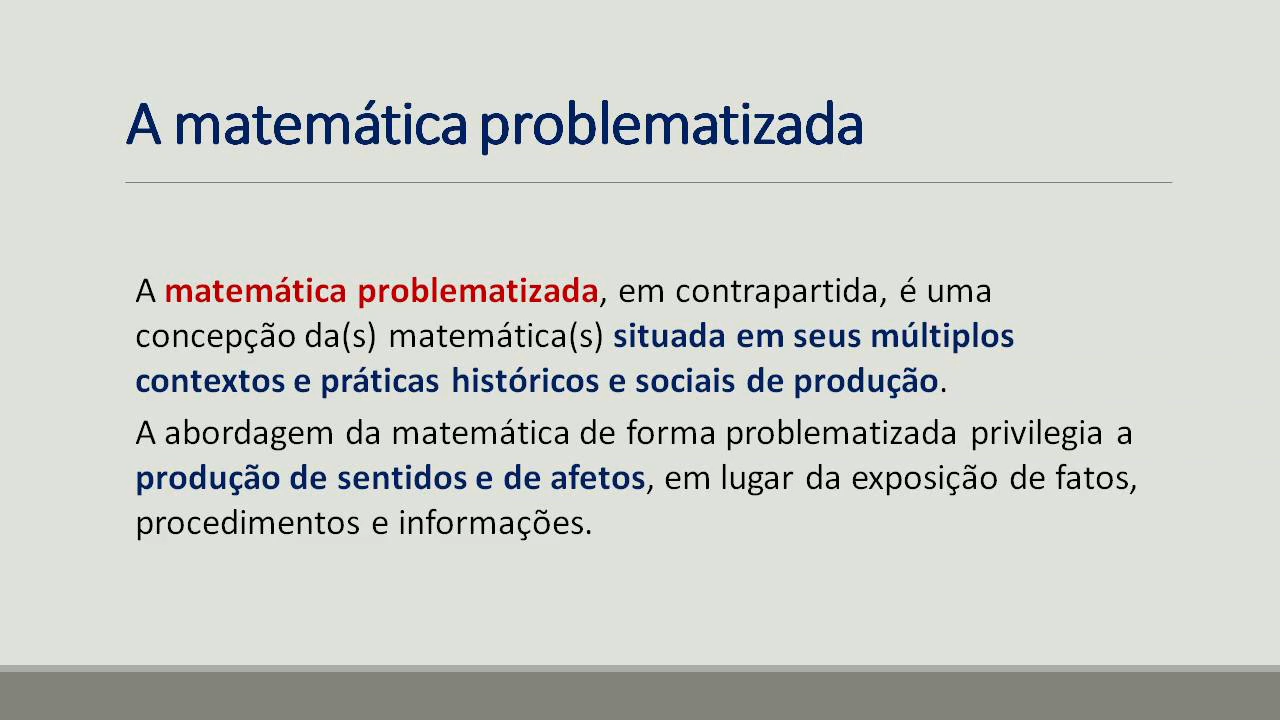 A matemática problematizada
A matemática problematizada, em contrapartida, é uma
concepção da(s) matemática(s) situada em seus múltiplos
contextos e práticas históricos e sociais de produção.
A abordagem da matemática de forma problematizada privilegia a
produção de sentidos e de afetos, em lugar da exposição de fatos,
procedimentos e informações.